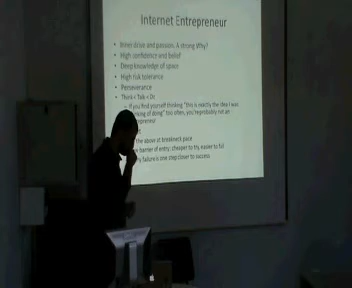 Internet Entrepreneur
• Inner drive and passion. A strong Why?
• High confidence and belief
• Deep knowledge of space
• High risk tolerance
• Perseverance
• Think < Talk < Do
– If you find yourself thinking "this is exactly the idea I was
king of doing" too often, you'reprobably not an
epreneur!
the above at breakneck pace
barrier of entry: cheaper to try, easier to fail
failure is one step closer to success